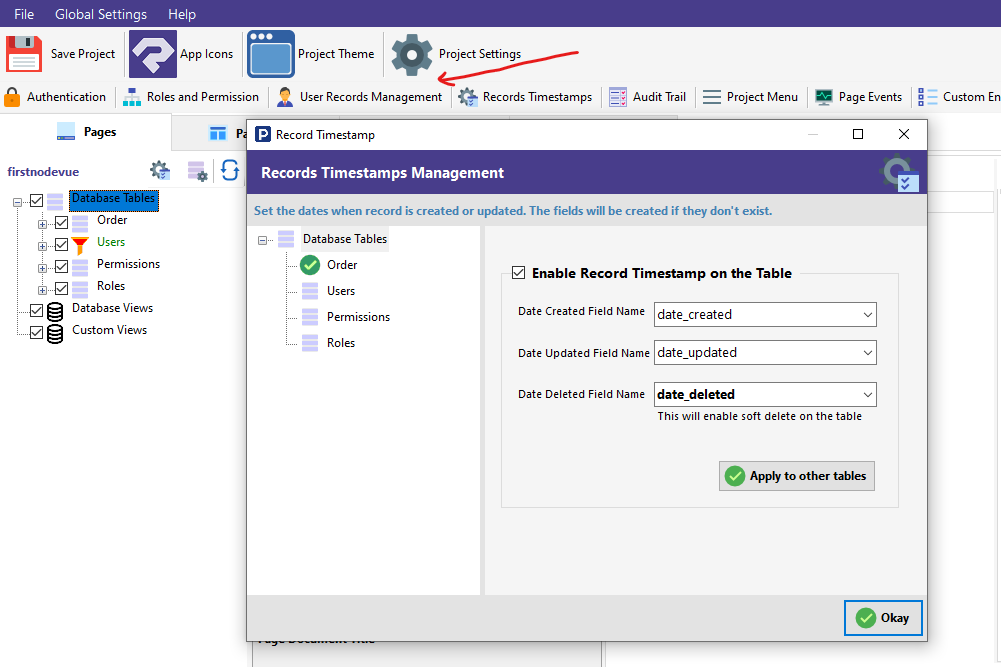 File Global Settings Help
Save Project App Icons Project Theme Project Settings
Authentication Roles and Permission User Records Management Records Timestamps Audit Trail Project Menu Page Events Custom En
Pages
firstnodevue
Database Tables
Order
Users
Permissions
Roles
Database Views
Custom Views
Record Timestamp
Records Timestamps Management
Set the dates when record is created or updated. The fields will be created if they don't exist.
Database Tables
Order
Users
Permissions
Roles
Enable Record Timestamp on the Table
Date Created Field Name date_created
Date Updated Field Name date_updated
Date Deleted Field Name date_deleted
This will enable soft delete on the table
Apply to other tables
Okay